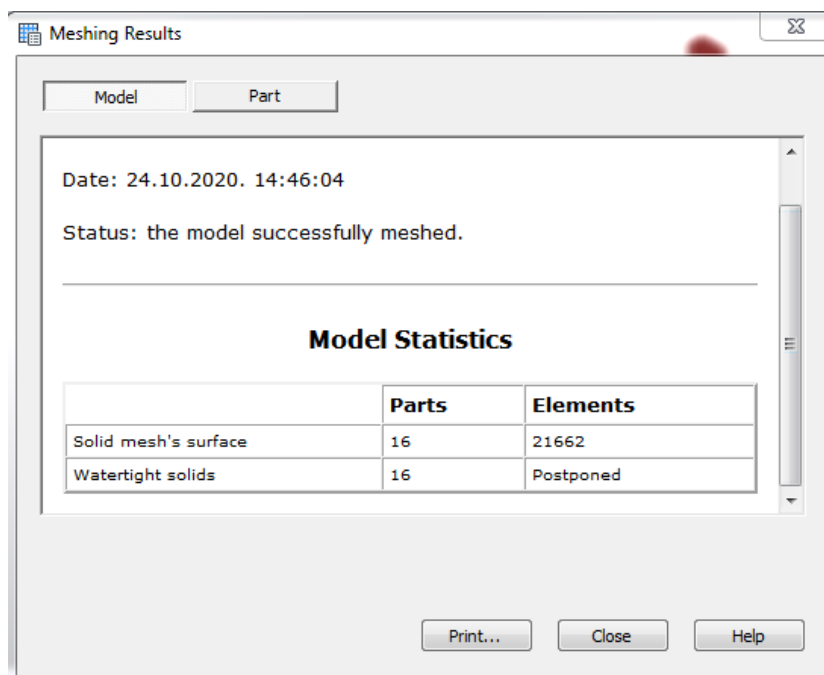 Meshing Results
Model Part
Date: 24.10.2020. 14:46:04
Status: the model successfully meshed.
Model Statistics
Parts Elements
Solid mesh's surface 16 21662
Watertight solids 16 Postponed
Print... Close Help